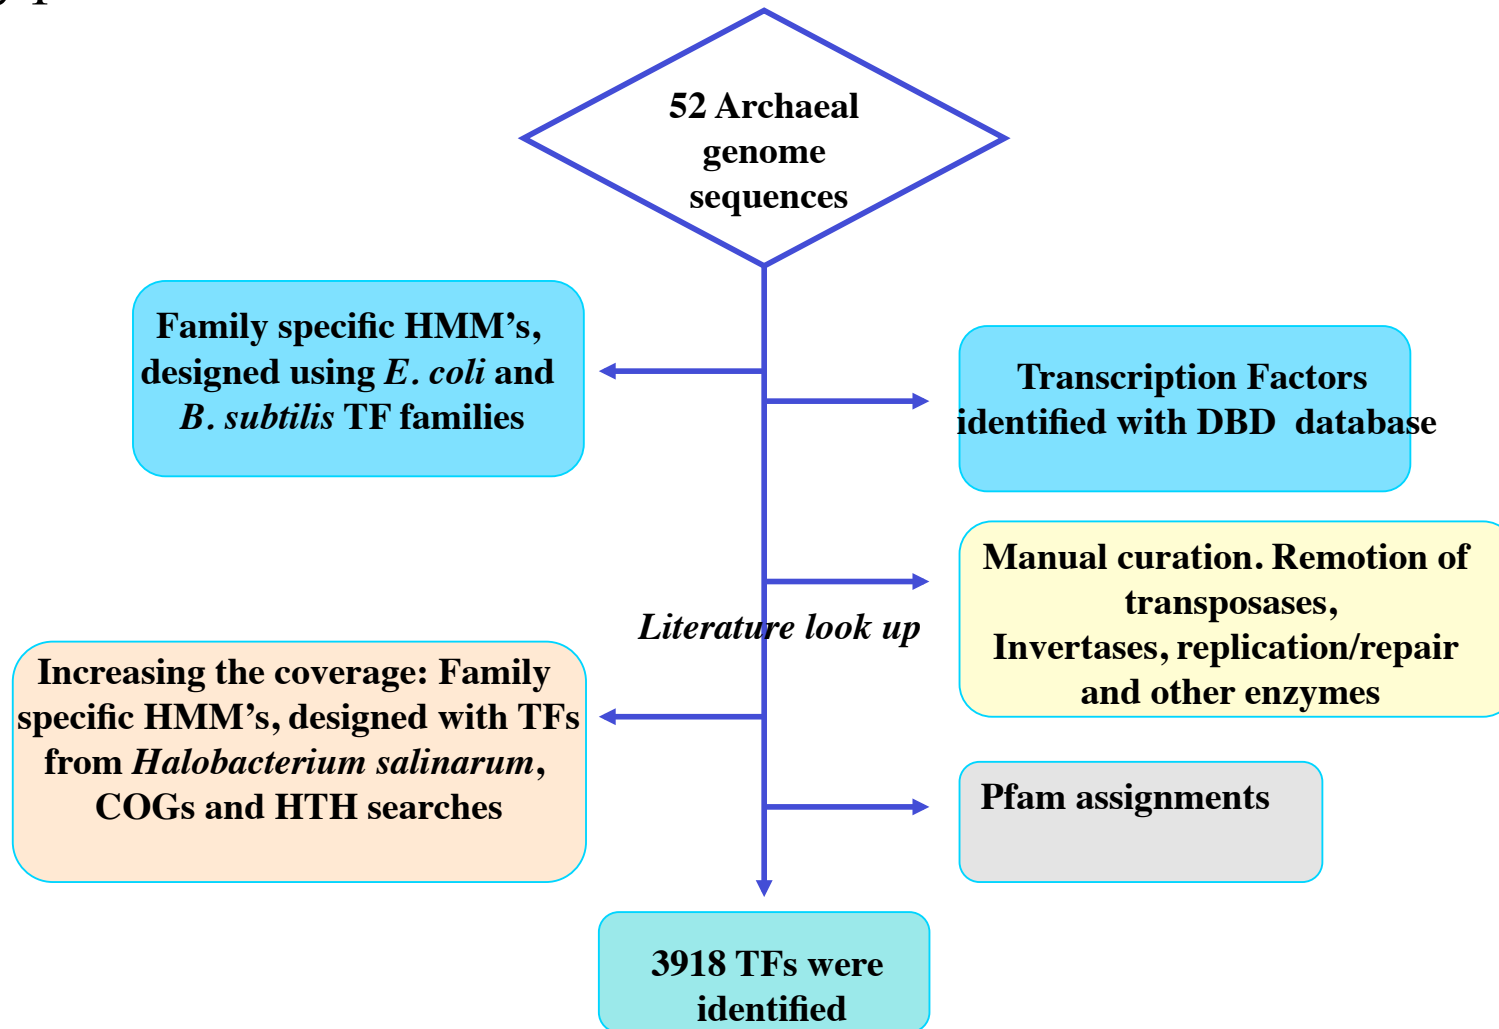 52 Archaeal
genome
sequences
Family specific HMM’s,
designed using E. coli and
B. subtilis TF families
Transcription Factors
identified with DBD database
Manual curation. Remotion of
transposases,
Invertases, replication/repair
and other enzymes
Literature look up
Increasing the coverage: Family
specific HMM’s, designed with TFs
from Halobacterium salinarum,
COGs and HTH searches
Pfam assignments
3918 TFs were
identified